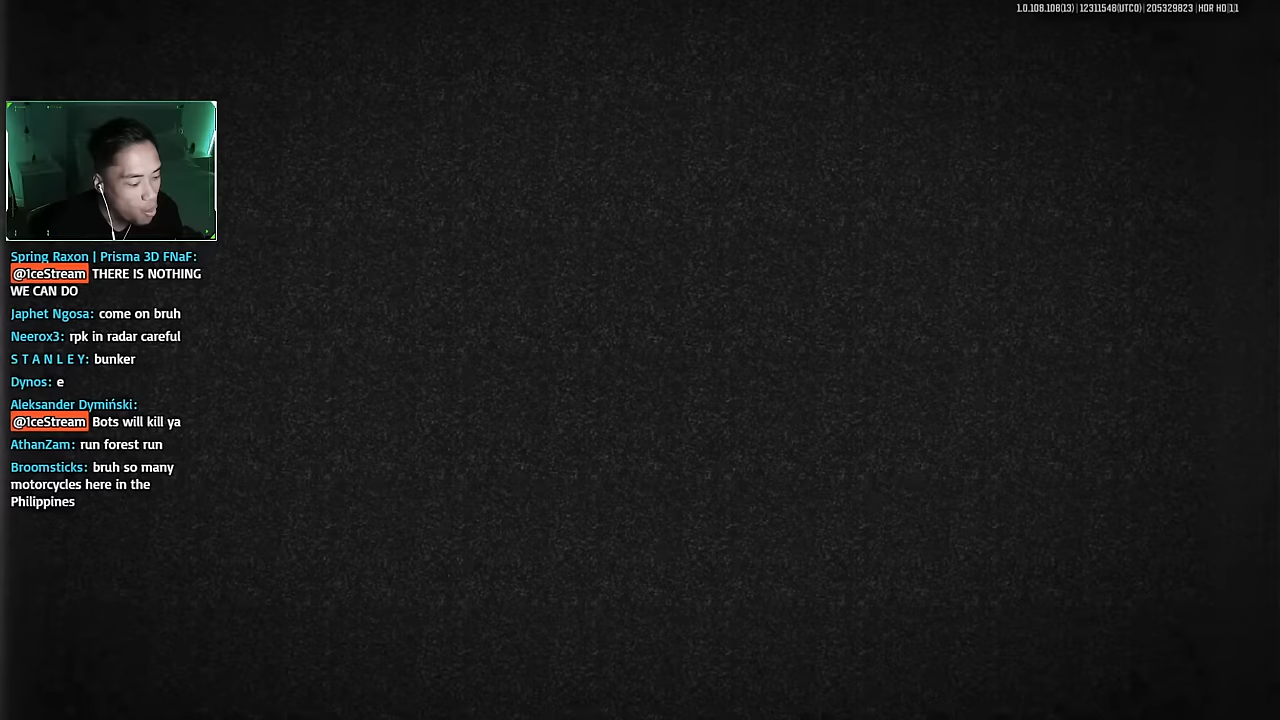 1.0.108.108(13) | 12311548(UTC0) | 205329823 | HDR HD|11
Spring Raxon | Prisma 3D FNaF:
@1ceStream THERE IS NOTHING
WE CAN DO
Japhet Ngosa: come on bruh
Neerox3: rpk in radar careful
S T A N L E Y: bunker
Dynos: e
Aleksander Dymiński:
@1ceStream Bots will kill ya
AthanZam: run forest run
Broomsticks: bruh so many
motorcycles here in the
Philippines